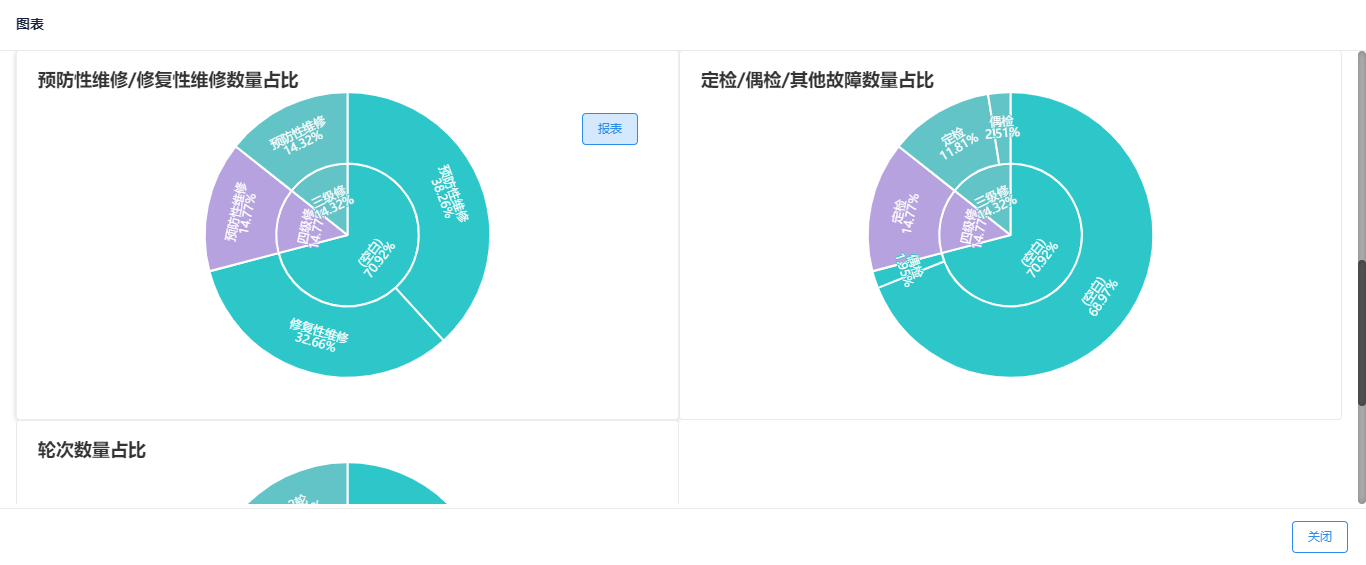 图表
预防性维修/修复性维修数量占比
预防性维修
14.32%
预防性维修
38.26%
预防性维修
14.77%
三级修
14.32%
四级修
14.77%
(空白)
70.92%
修复性维修
32.66%
报表
定检/偶检/其他故障数量占比
偶检
2.51%
定检
11.81%
定检
14.77%
三级修
14.32%
四级修
14.77%
(空白)
70.92%
偶检
1.95%
(空白)
68.97%
轮次数量占比
关闭